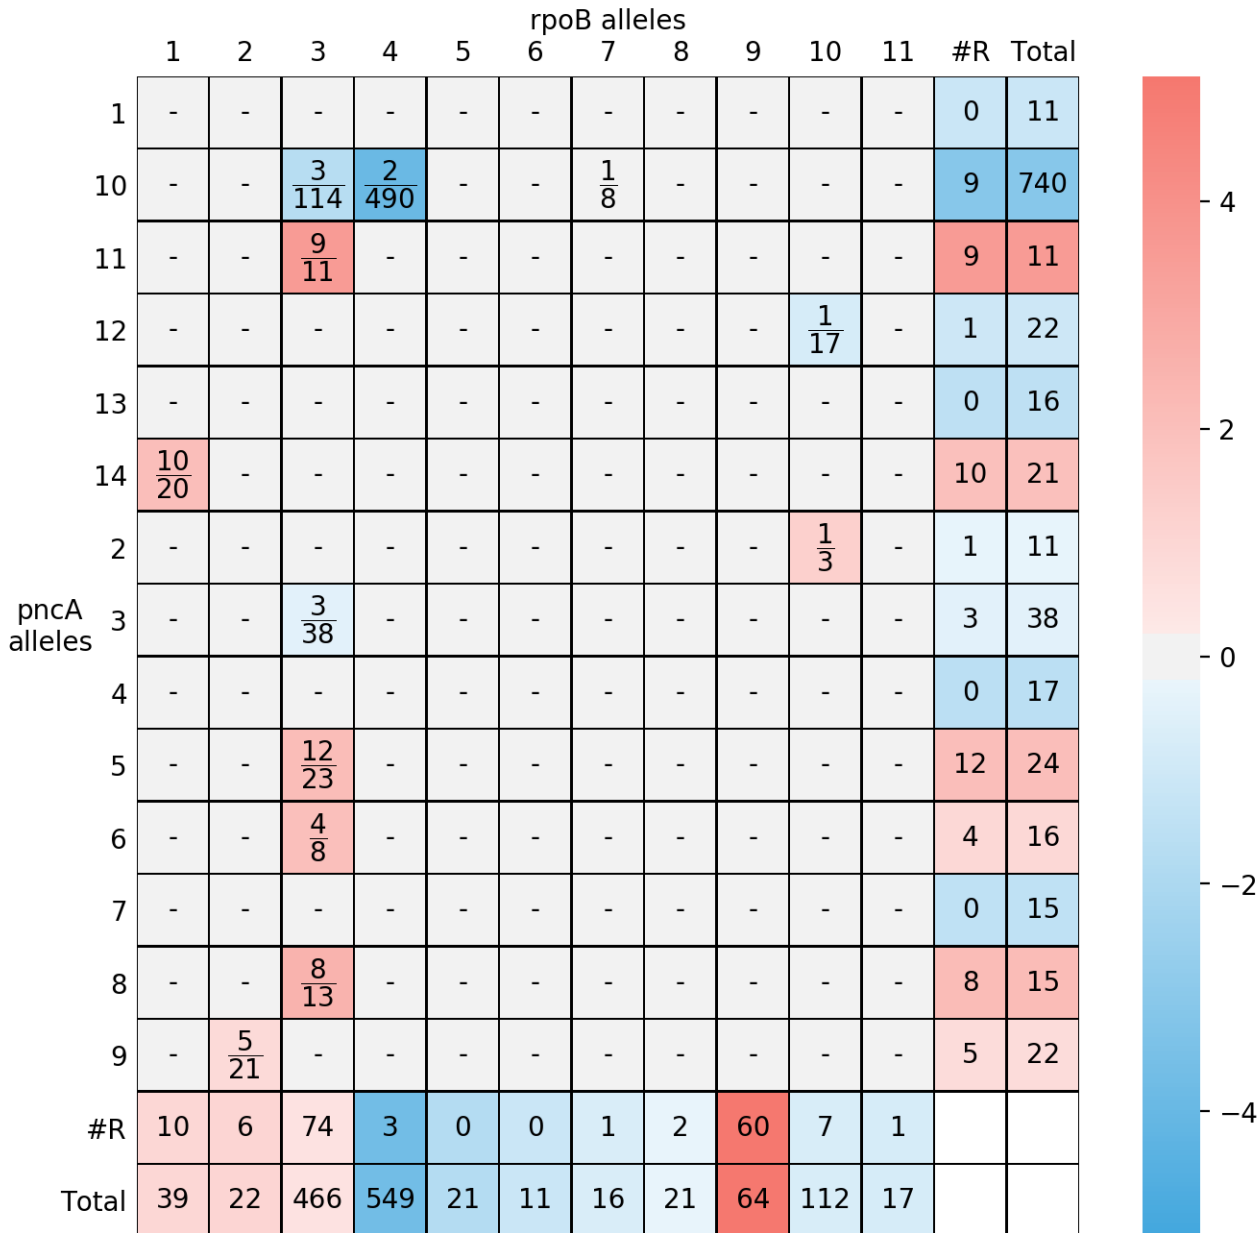 rpoB alleles
1 2 3 4 5 6 7 8 9 10 11 #R Total
1 - - - - - - - - - - - 0 11
10 - - 3/114 2/490 - - 1/8 - - - - 9 740
11 - - 9/11 - - - - - - - - 9 11
12 - - - - - - - - - 1/17 - 1 22
13 - - - - - - - - - - - 0 16
14 10/20 - - - - - - - - - - 10 21
2 - - - - - - - - - 1/3 - 1 11
pncA alleles
3 - - 3/38 - - - - - - - - 3 38
4 - - - - - - - - - - - 0 17
5 - - 12/23 - - - - - - - - 12 24
6 - - 4/8 - - - - - - - - 4 16
7 - - - - - - - - - - - 0 15
8 - - 8/13 - - - - - - - - 8 15
9 - 5/21 - - - - - - - - - 5 22
#R 10 6 74 3 0 0 1 2 60 7 1
Total 39 22 466 549 21 11 16 21 64 112 17
4
2
0
−2
−4